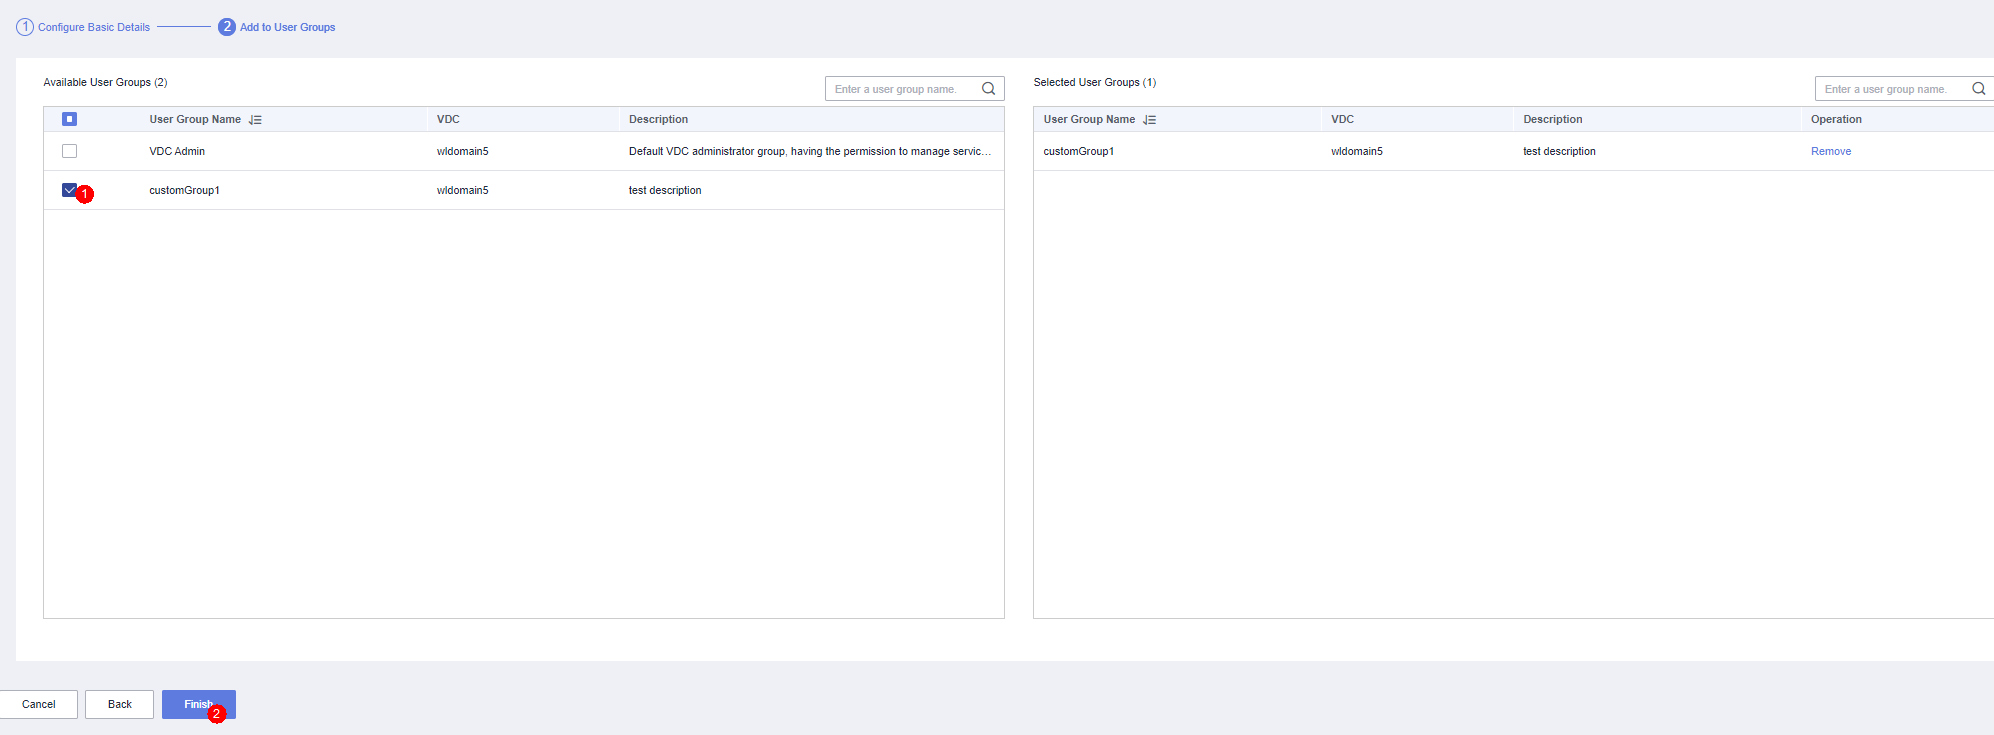 1 Configure Basic Details 2 Add to User Groups
Available User Groups (2)
Enter a user group name.
User Group Name VDC Description
VDC Admin wldomain5 Default VDC administrator group, having the permission to manage servic...
customGroup1 wldomain5 test description
1
Selected User Groups (1)
Enter a user group name.
User Group Name VDC Description Operation
customGroup1 wldomain5 test description Remove
Cancel Back Finish
2